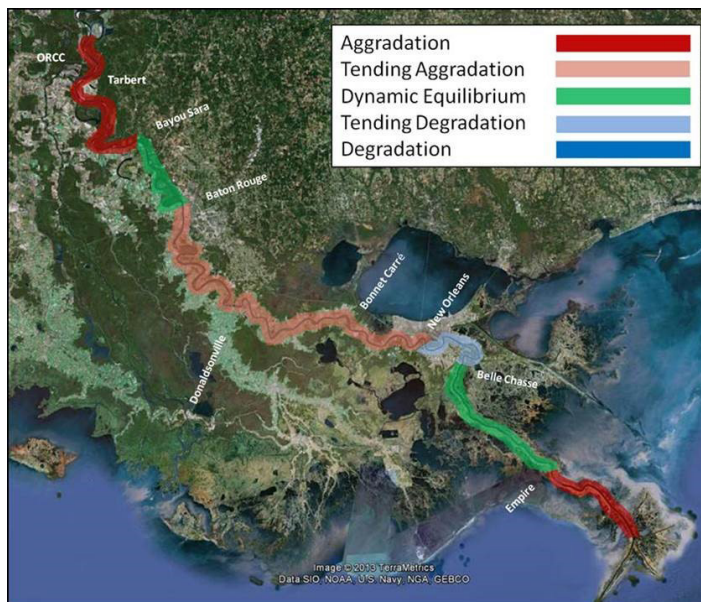 Aggradation
Tending Aggradation
Dynamic Equilibrium
Tending Degradation
Degradation
ORCC
Tarbert
Bayou Sara
Baton Rouge
Bonnet Carré
New Orleans
Donaldsonville
Belle Chasse
Empire
Image © 2013 TerraMetrics
Data SIO, NOAA, U.S. Navy, NGA, GEBCO